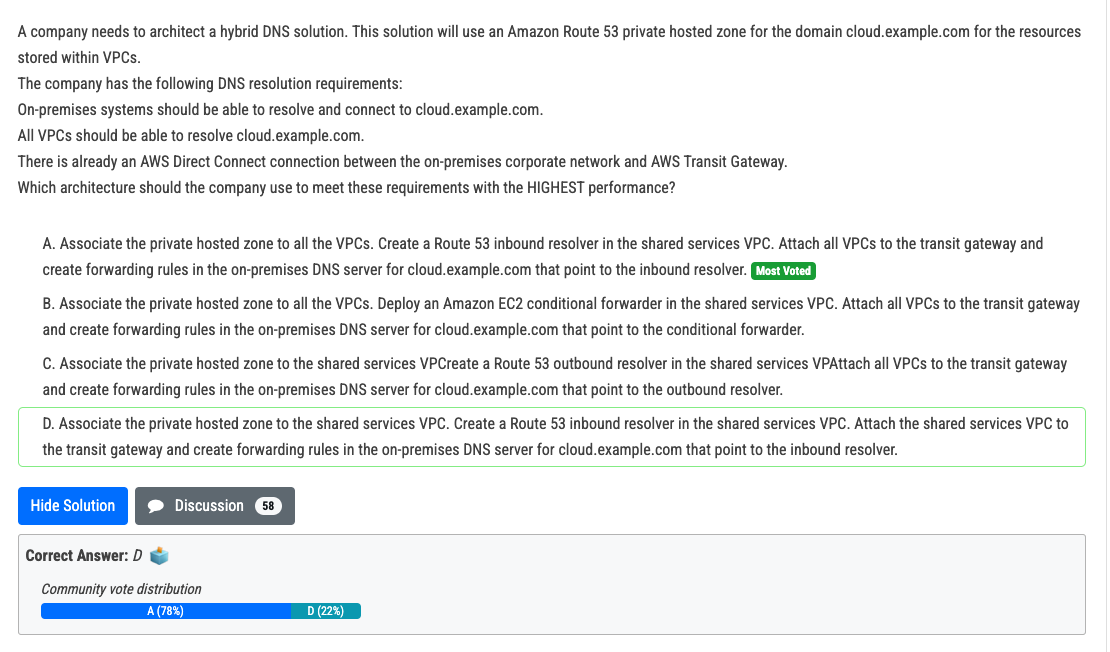 A company needs to architect a hybrid DNS solution. This solution will use an Amazon Route 53 private hosted zone for the domain cloud.example.com for the resources
stored within VPCs.
The company has the following DNS resolution requirements:
On-premises systems should be able to resolve and connect to cloud.example.com.
All VPCs should be able to resolve cloud.example.com.
There is already an AWS Direct Connect connection between the on-premises corporate network and AWS Transit Gateway.
Which architecture should the company use to meet these requirements with the HIGHEST performance?
A. Associate the private hosted zone to all the VPCs. Create a Route 53 inbound resolver in the shared services VPC. Attach all VPCs to the transit gateway and
create forwarding rules in the on-premises DNS server for cloud.example.com that point to the inbound resolver. Most Voted
B. Associate the private hosted zone to all the VPCs. Deploy an Amazon EC2 conditional forwarder in the shared services VPC. Attach all VPCs to the transit gateway
and create forwarding rules in the on-premises DNS server for cloud.example.com that point to the conditional forwarder.
C. Associate the private hosted zone to the shared services VPCreate a Route 53 outbound resolver in the shared services VPAttach all VPCs to the transit gateway
and create forwarding rules in the on-premises DNS server for cloud.example.com that point to the outbound resolver.
D. Associate the private hosted zone to the shared services VPC. Create a Route 53 inbound resolver in the shared services VPC. Attach the shared services VPC to
the transit gateway and create forwarding rules in the on-premises DNS server for cloud.example.com that point to the inbound resolver.
Hide Solution Discussion 58
Correct Answer: D
Community vote distribution
A (78%) D (22%)